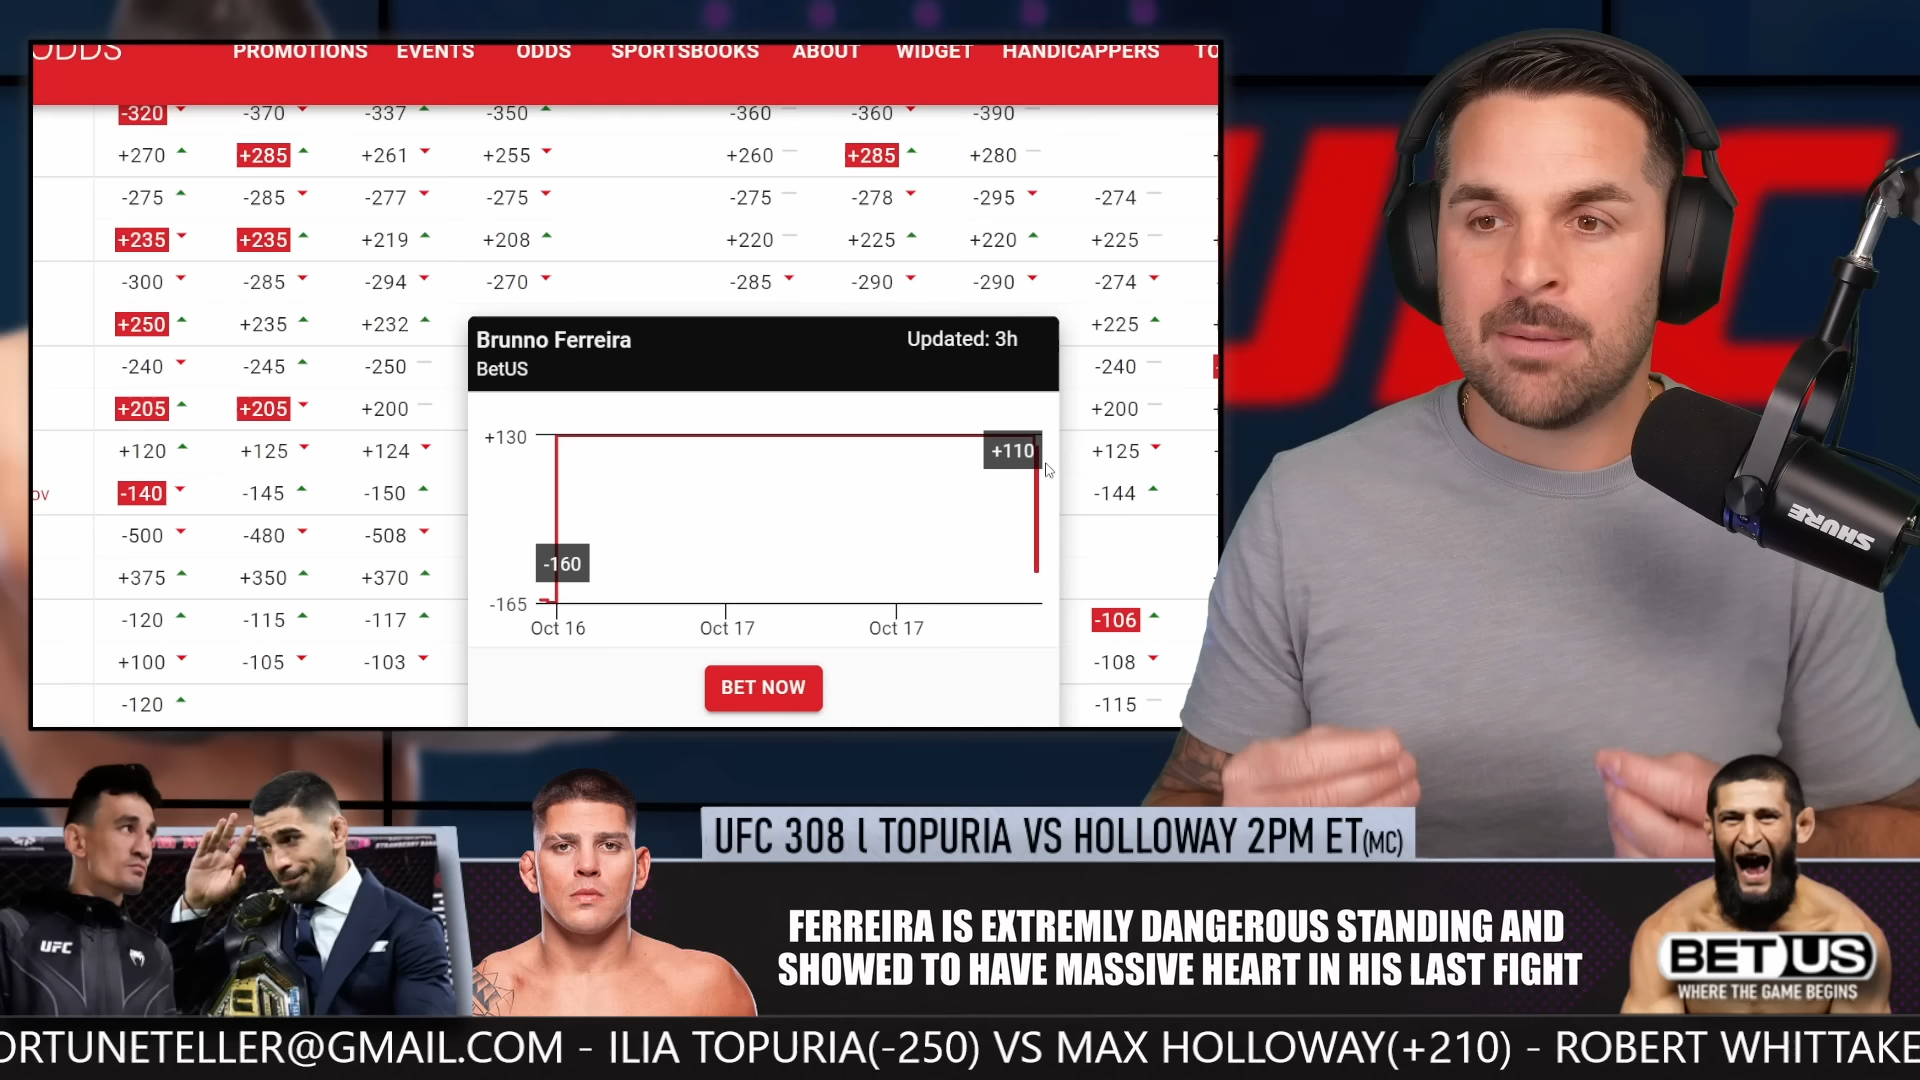 ODDS PROMOTIONS EVENTS ODDS SPORTSBOOKS ABOUT WIDGET HANDICAPPERS TO
-320 -370 -337 -350 -360 -360 -390
+270 +285 +261 +255 +260 +285 +280
-275 -285 -277 -275 -275 -278 -295 -274
+235 +235 +219 +208 +220 +225 +220 +225
-300 -285 -294 -270 -285 -290 -290 -274
+250 +235 +232 +225
-240 -245 -250 -240
+205 +205 +200 +200
+120 +125 +124 +125
ov -140 -145 -150 -144
-500 -480 -508
+375 +350 +370
-120 -115 -117 -106
+100 -105 -103 -108
-120 -115
Brunno Ferreira Updated: 3h
BetUS
+130
+110
-160
-165
Oct 16 Oct 17 Oct 17
BET NOW
SHURE
UFC
UFC 308 l TOPURIA VS HOLLOWAY 2PM ET(MC)
FERREIRA IS EXTREMLY DANGEROUS STANDING AND
SHOWED TO HAVE MASSIVE HEART IN HIS LAST FIGHT
UFC
BETUS
WHERE THE GAME BEGINS
ORTUNETELLER@GMAIL.COM - ILIA TOPURIA(-250) VS MAX HOLLOWAY(+210) - ROBERT WHITTAKE